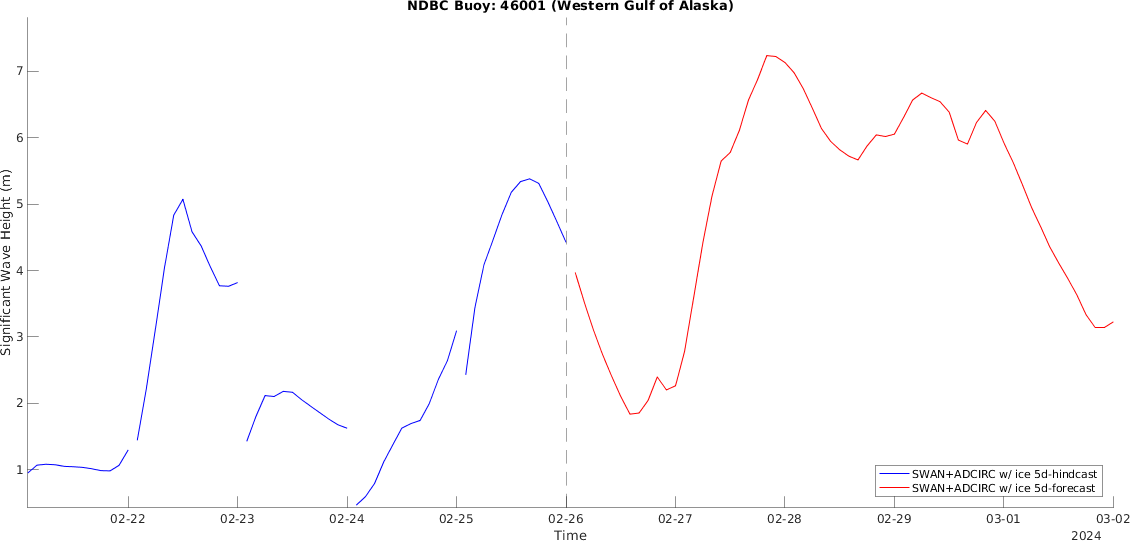 NDBC Buoy: 46001 (Western Gulf of Alaska)
Significant Wave Height (m)
7
6
5
4
3
2
1
SWAN+ADCIRC w/ ice 5d-hindcast
SWAN+ADCIRC w/ ice 5d-forecast
02-22 02-23 02-24 02-25 02-26 02-27 02-28 02-29 03-01 03-02
Time
2024